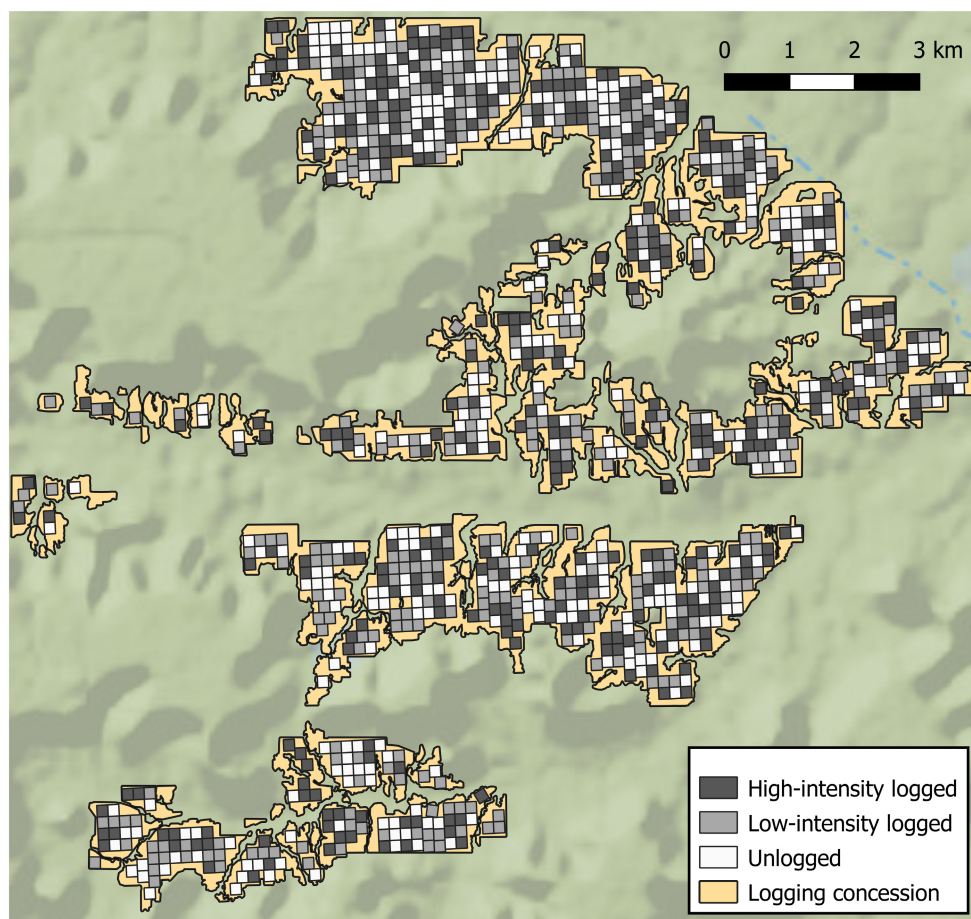 0 1 2 3 km
High-intensity logged
Low-intensity logged
Unlogged
Logging concession